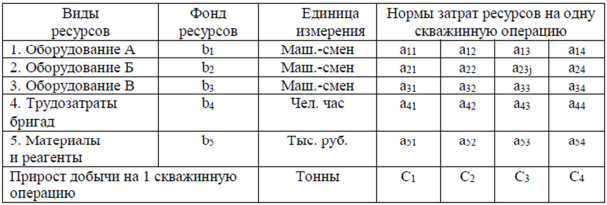 Виды ресурсов Фонд ресурсов Единица измерения Нормы затрат ресурсов на одну скважинную операцию
1. Оборудование А b1 Маш.-смен a11 a12 a13 a14
2. Оборудование Б b2 Маш.-смен a21 a22 a23j a24
3. Оборудование В b3 Маш.-смен a31 a32 a33 a34
4. Трудозатраты бригад b4 Чел. час a41 a42 a43 a44
5. Материалы и реагенты b5 Тыс. руб. a51 a52 a53 a54
Прирост добычи на 1 скважинную операцию Тонны C1 C2 C3 C4